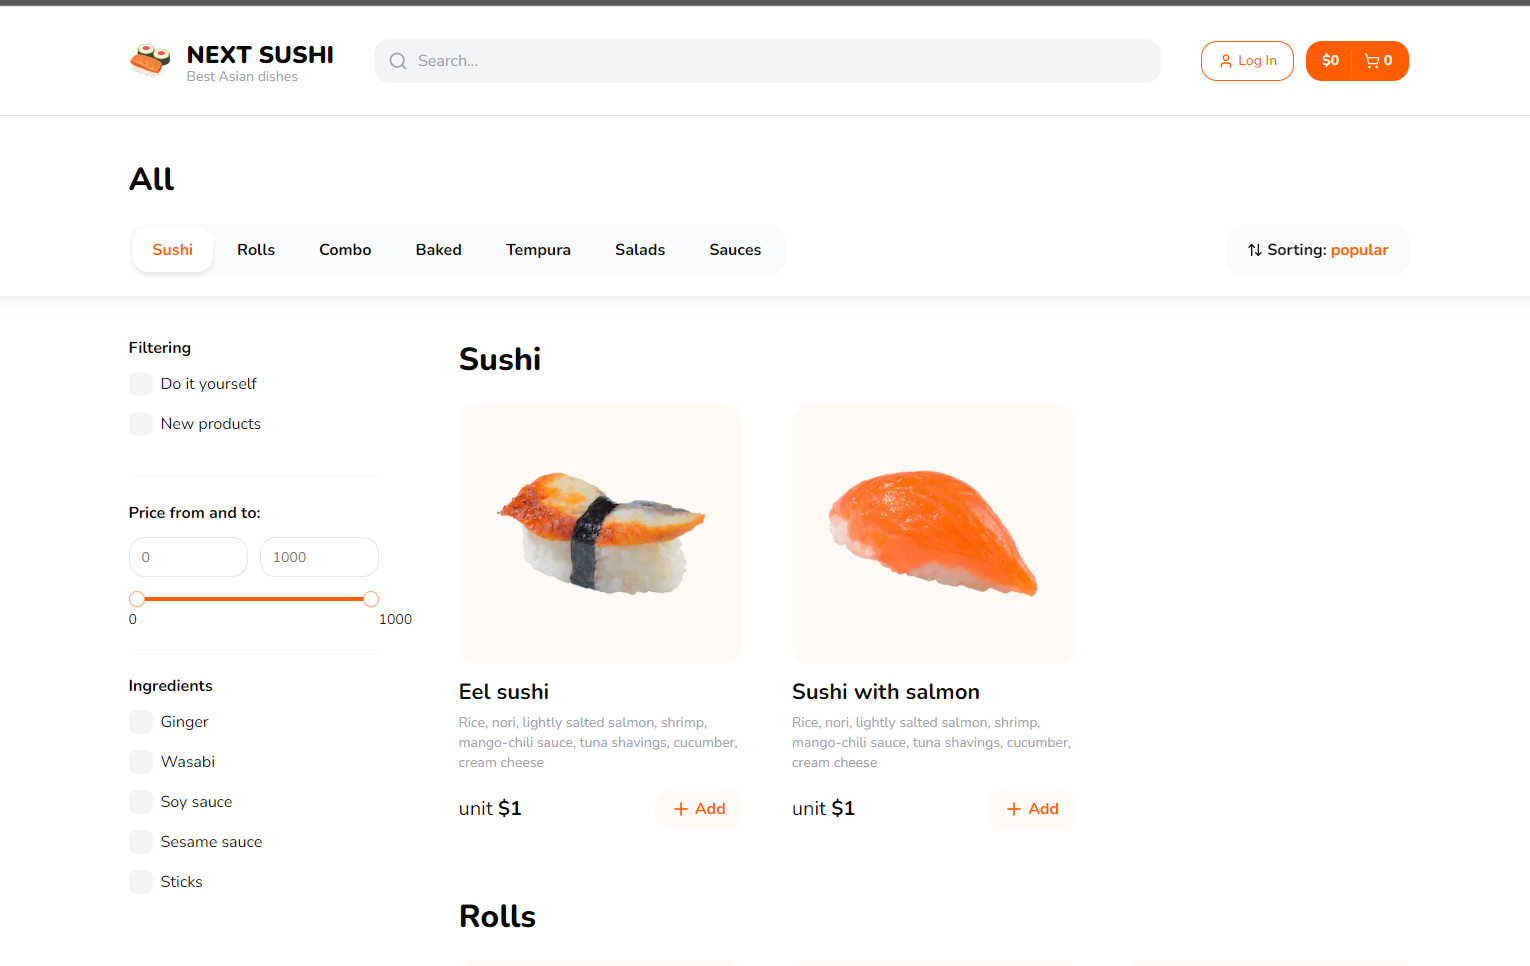 NEXT SUSHI
Best Asian dishes
Search...
Log In
$0
0
All
Sushi
Rolls
Combo
Baked
Tempura
Salads
Sauces
Sorting: popular
Filtering
Do it yourself
New products
Price from and to:
0
1000
0
1000
Ingredients
Ginger
Wasabi
Soy sauce
Sesame sauce
Sticks
Sushi
Eel sushi
Rice, nori, lightly salted salmon, shrimp,
mango-chili sauce, tuna shavings, cucumber,
cream cheese
unit $1
+ Add
Sushi with salmon
Rice, nori, lightly salted salmon, shrimp,
mango-chili sauce, tuna shavings, cucumber,
cream cheese
unit $1
+ Add
Rolls